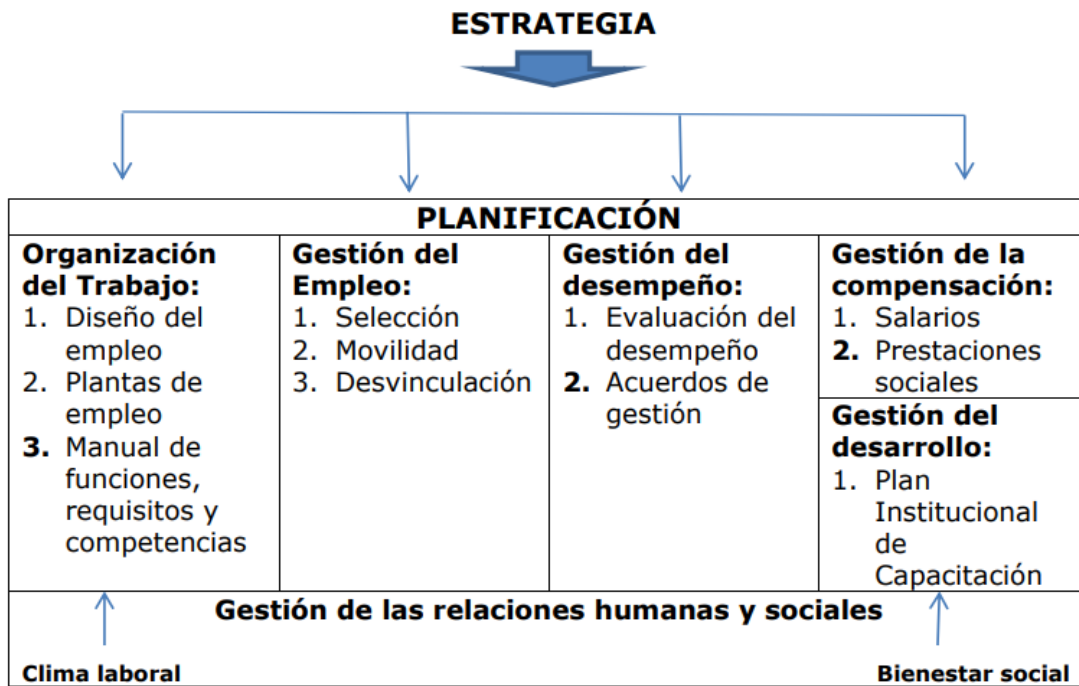 ESTRATEGIA
PLANIFICACIÓN
Organización
del Trabajo:
1. Diseño del
empleo
2. Plantas de
empleo
3. Manual de
funciones,
requisitos y
competencias
Gestión del
Empleo:
1. Selección
2. Movilidad
3. Desvinculación
Gestión del
desempeño:
1. Evaluación del
desempeño
2. Acuerdos de
gestión
Gestión de la
compensación:
1. Salarios
2. Prestaciones
sociales
Gestión del
desarrollo:
1. Plan
Institucional
de
Capacitación
Gestión de las relaciones humanas y sociales
Clima laboral
Bienestar social